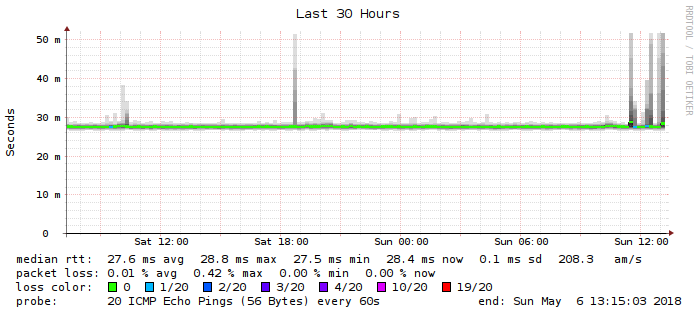 Last 30 Hours
RRDTOOL / TOBI OETIKER
Seconds
50 m
40 m
30 m
20 m
10 m
0
Sat 12:00 Sat 18:00 Sun 00:00 Sun 06:00 Sun 12:00
median rtt: 27.6 ms avg 28.8 ms max 27.5 ms min 28.4 ms now 0.1 ms sd 208.3 am/s
packet loss: 0.01 % avg 0.42 % max 0.00 % min 0.00 % now
loss color: 0 1/20 2/20 3/20 4/20 10/20 19/20
probe: 20 ICMP Echo Pings (56 Bytes) every 60s end: Sun May 6 13:15:03 2018